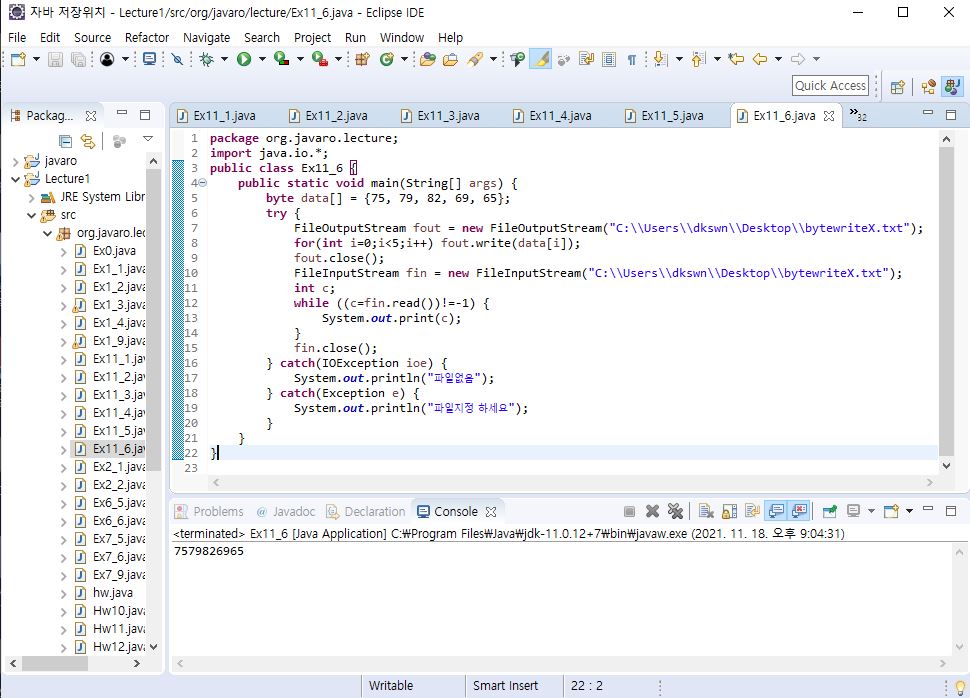 자바 저장위치 - Lecture1/src/org/javaro/lecture/Ex11_6.java - Eclipse IDE
File Edit Source Refactor Navigate Search Project Run Window Help
Quick Access
Packag...
javaro
Lecture1
JRE System Libr
src
org.javaro.lec
Ex0.java
Ex1_1.java
Ex1_2.java
Ex1_3.java
Ex1_4.java
Ex1_9.java
Ex11_1.jav
Ex11_2.jav
Ex11_3.jav
Ex11_4.jav
Ex11_5.jav
Ex11_6.jav
Ex2_1.java
Ex2_2.java
Ex6_5.java
Ex6_6.java
Ex7_5.java
Ex7_6.java
Ex7_9.java
hw.java
Hw10.java
Hw11.java
Hw12.java
Ex11_1.java Ex11_2.java Ex11_3.java Ex11_4.java Ex11_5.java Ex11_6.java 32
1 package org.javaro.lecture;
2 import java.io.*;
3 public class Ex11_6 {
4 public static void main(String[] args) {
5 byte data[] = {75, 79, 82, 69, 65};
6 try {
7 FileOutputStream fout = new FileOutputStream("C:\\Users\\dkswn\\Desktop\\bytewriteX.txt");
8 for(int i=0;i<5;i++) fout.write(data[i]);
9 fout.close();
10 FileInputStream fin = new FileInputStream("C:\\Users\\dkswn\\Desktop\\bytewriteX.txt");
11 int c;
12 while ((c=fin.read())!=-1) {
13 System.out.print(c);
14 }
15 fin.close();
16 } catch(IOException ioe) {
17 System.out.println("파일없음");
18 } catch(Exception e) {
19 System.out.println("파일지정 하세요");
20 }
21 }
22 }
23
Problems Javadoc Declaration Console
<terminated> Ex11_6 [Java Application] C:₩Program Files₩Java₩jdk-11.0.12+7₩bin₩javaw.exe (2021. 11. 18. 오후 9:04:31)
7579826965
Writable Smart Insert 22 : 2